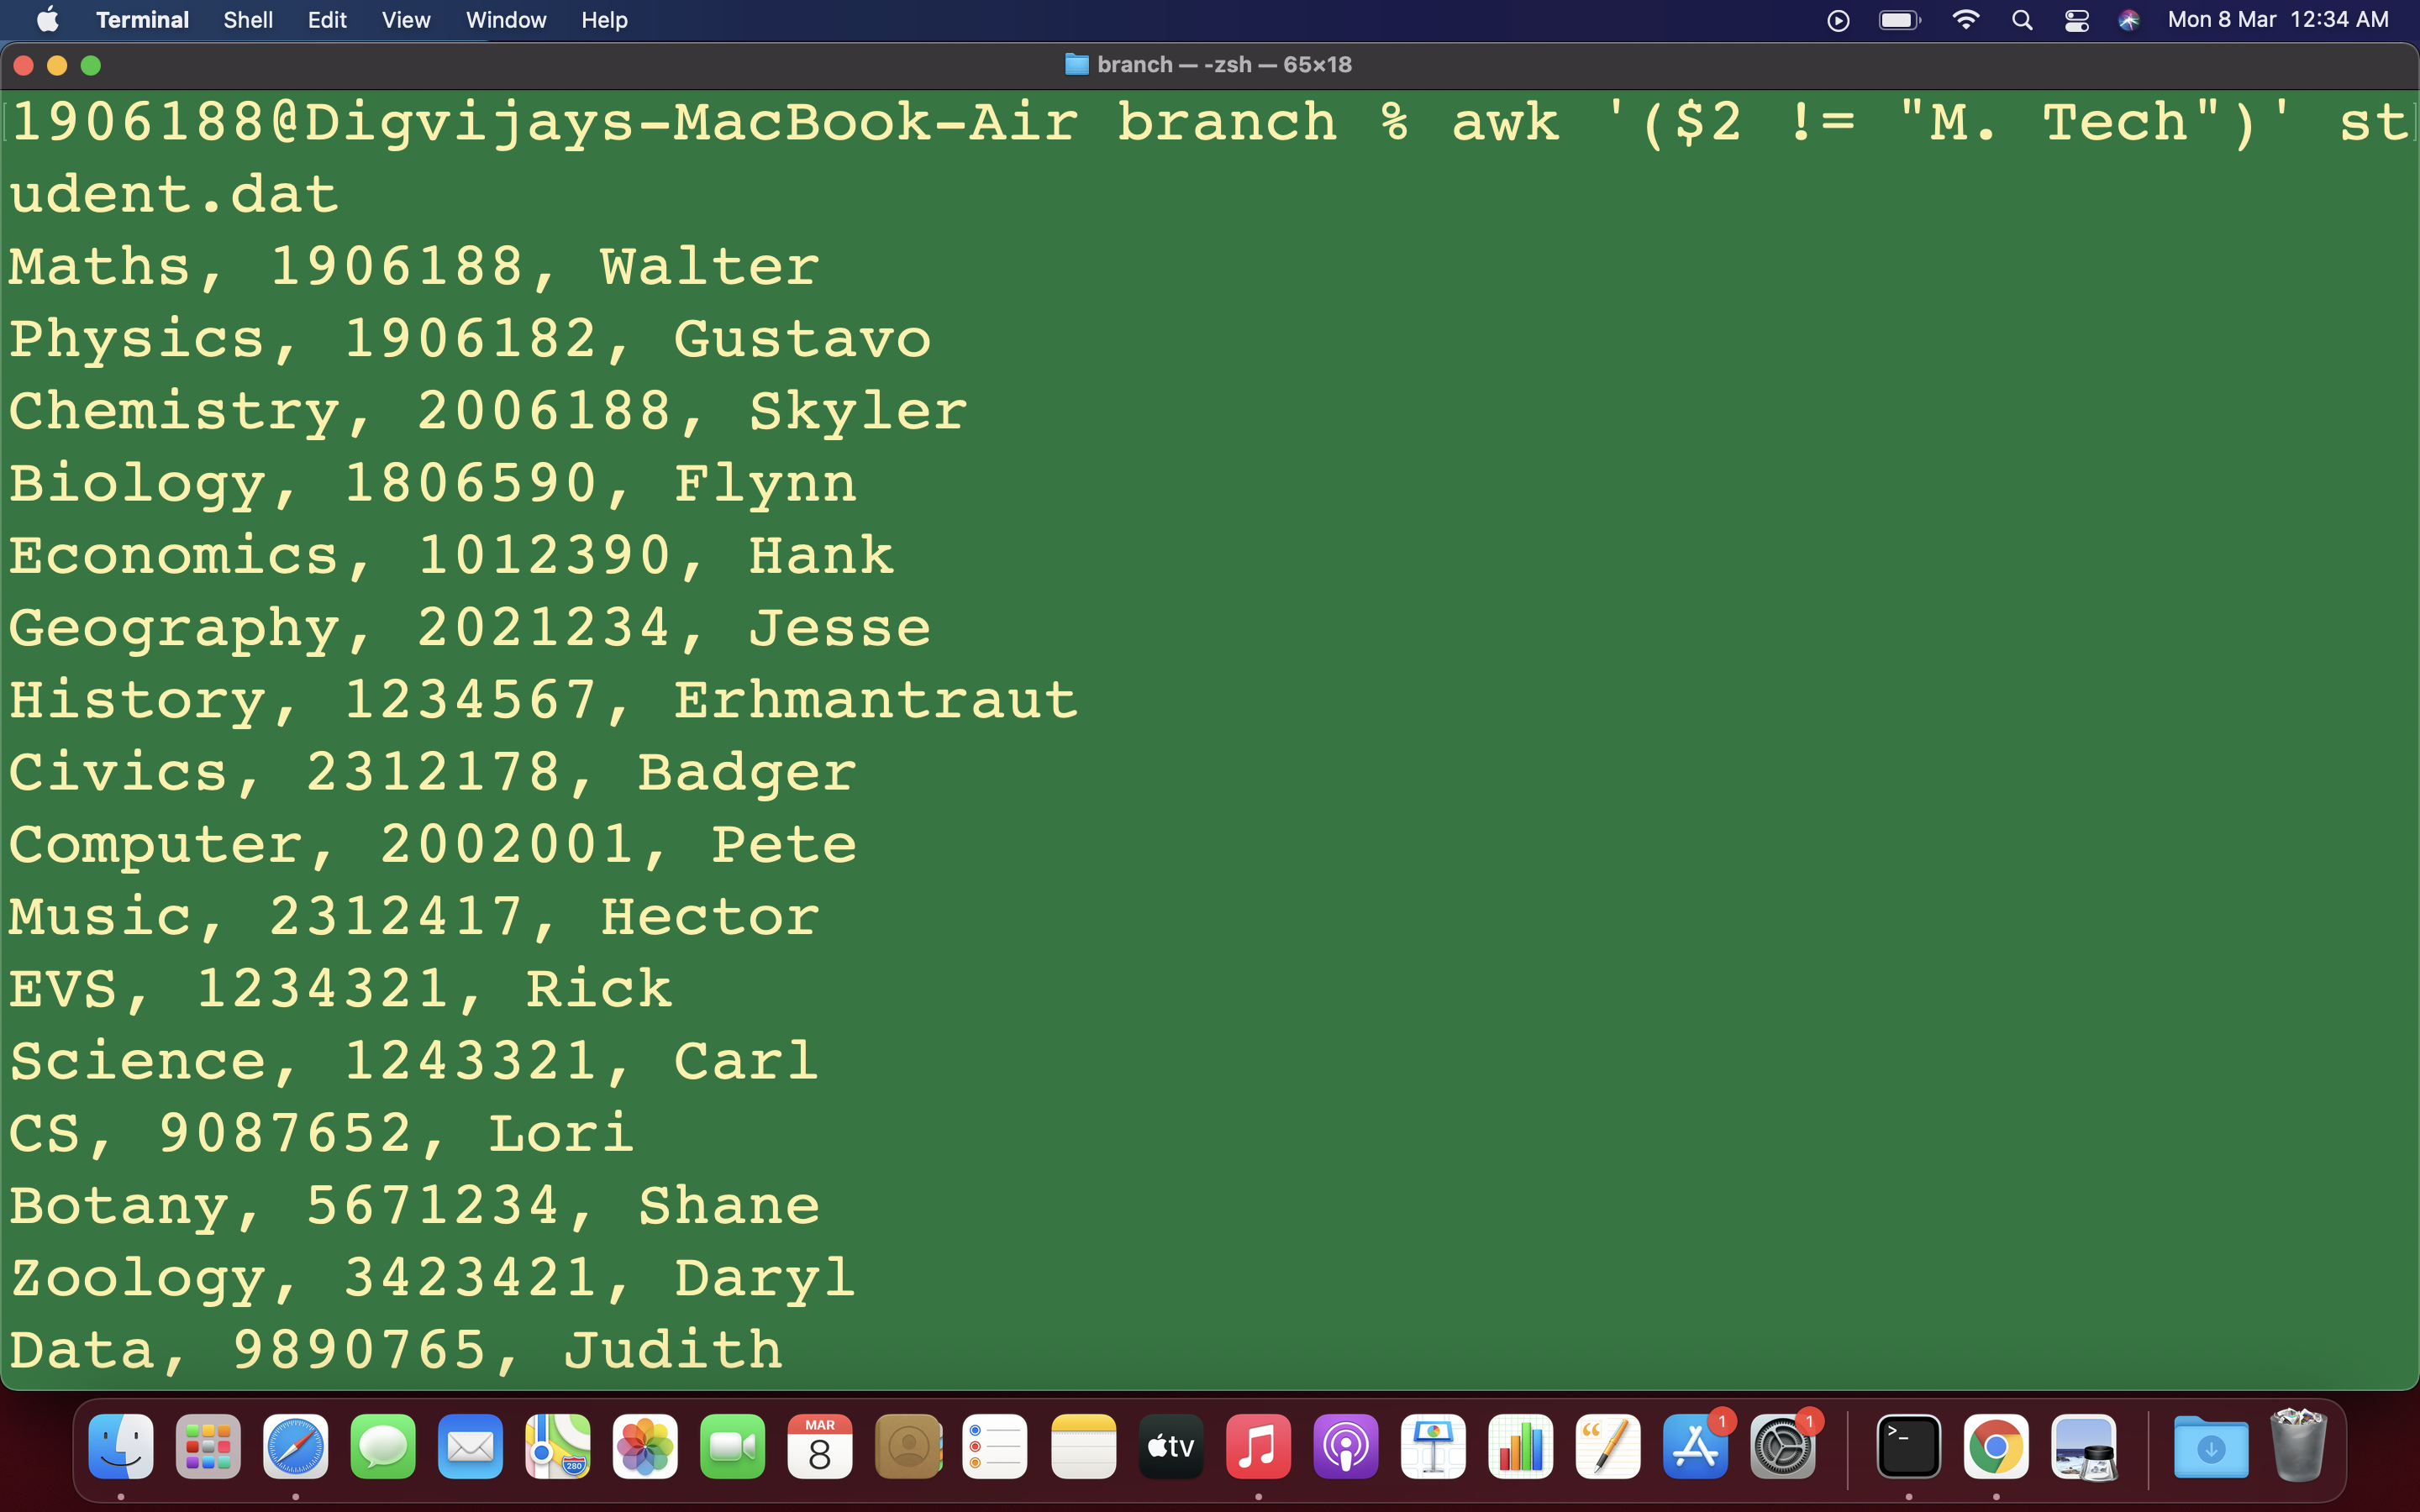 Terminal Shell Edit View Window Help Mon 8 Mar 12:34 AM
branch — -zsh — 65×18
1906188@Digvijays-MacBook-Air branch % awk '($2 != "M. Tech")' st
udent.dat
Maths, 1906188, Walter
Physics, 1906182, Gustavo
Chemistry, 2006188, Skyler
Biology, 1806590, Flynn
Economics, 1012390, Hank
Geography, 2021234, Jesse
History, 1234567, Erhmantraut
Civics, 2312178, Badger
Computer, 2002001, Pete
Music, 2312417, Hector
EVS, 1234321, Rick
Science, 1243321, Carl
CS, 9087652, Lori
Botany, 5671234, Shane
Zoology, 3423421, Daryl
Data, 9890765, Judith
280 MAR 8 tv 1 1 >_